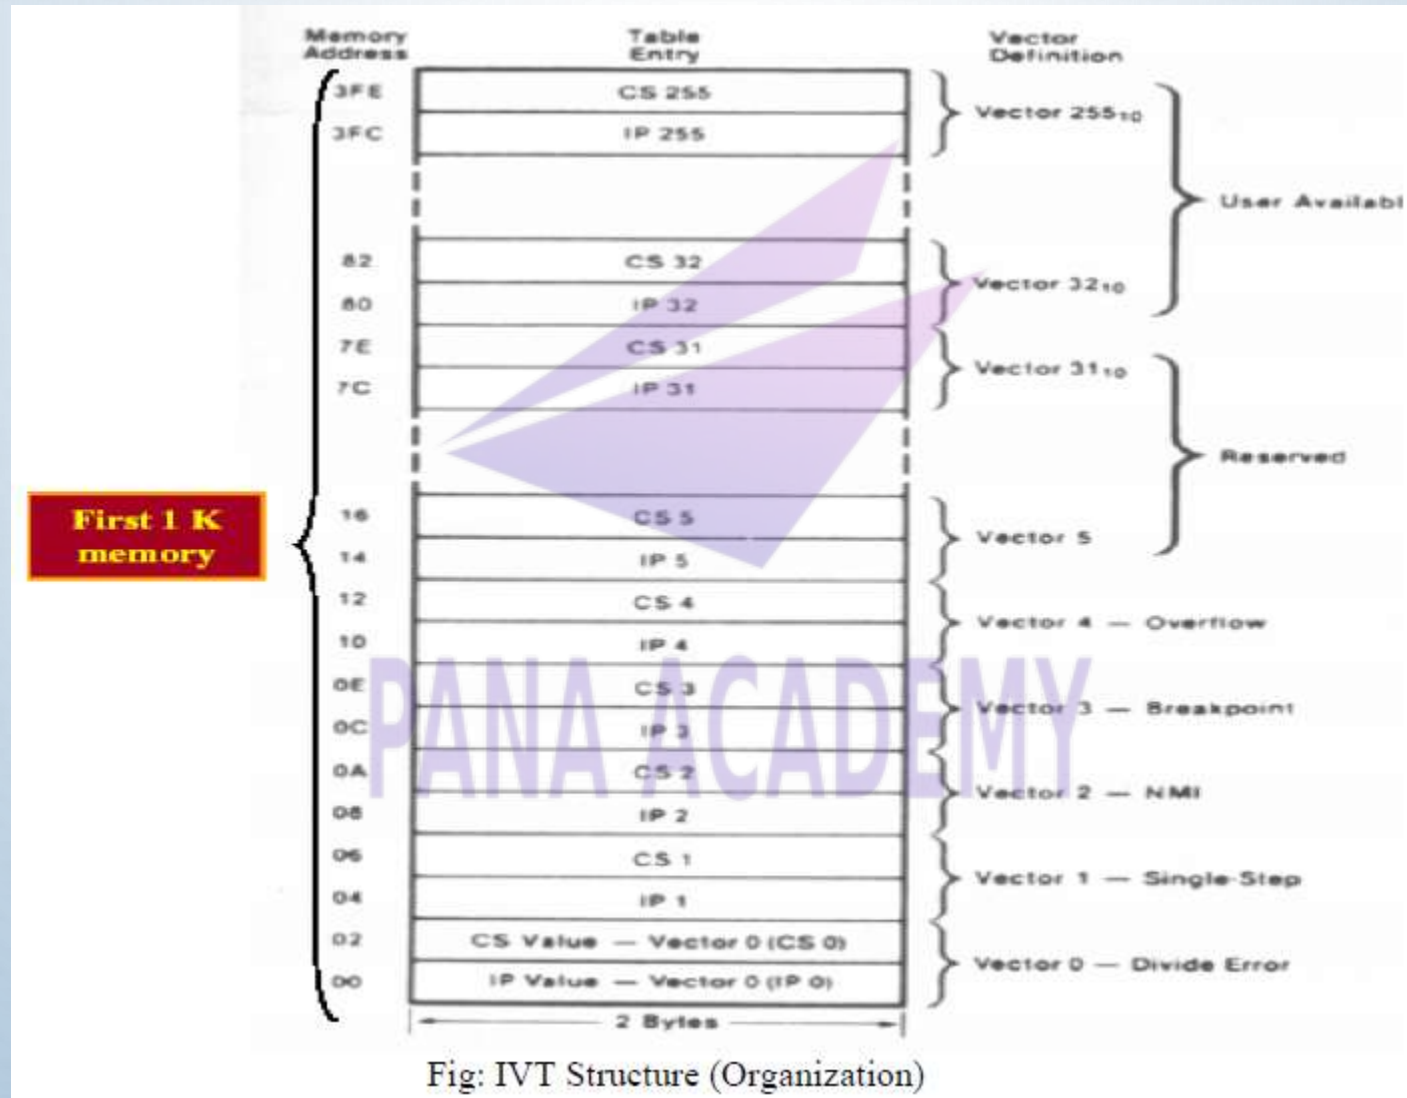 Memory Address
Table Entry
Vector Definition
3FE
CS 255
3FC
IP 255
Vector 255₁₀
User Availabl
82
CS 32
80
IP 32
Vector 32₁₀
7E
CS 31
7C
IP 31
Vector 31₁₀
Reserved
First 1 K
memory
16
CS 5
14
IP 5
Vector 5
12
CS 4
10
IP 4
Vector 4 — Overflow
0E
CS 3
0C
IP 3
Vector 3 — Breakpoint
PANA ACADEMY
0A
CS 2
08
IP 2
Vector 2 — NMI
06
CS 1
04
IP 1
Vector 1 — Single-Step
02
CS Value — Vector 0 (CS 0)
00
IP Value — Vector 0 (IP 0)
Vector 0 — Divide Error
2 Bytes
Fig: IVT Structure (Organization)